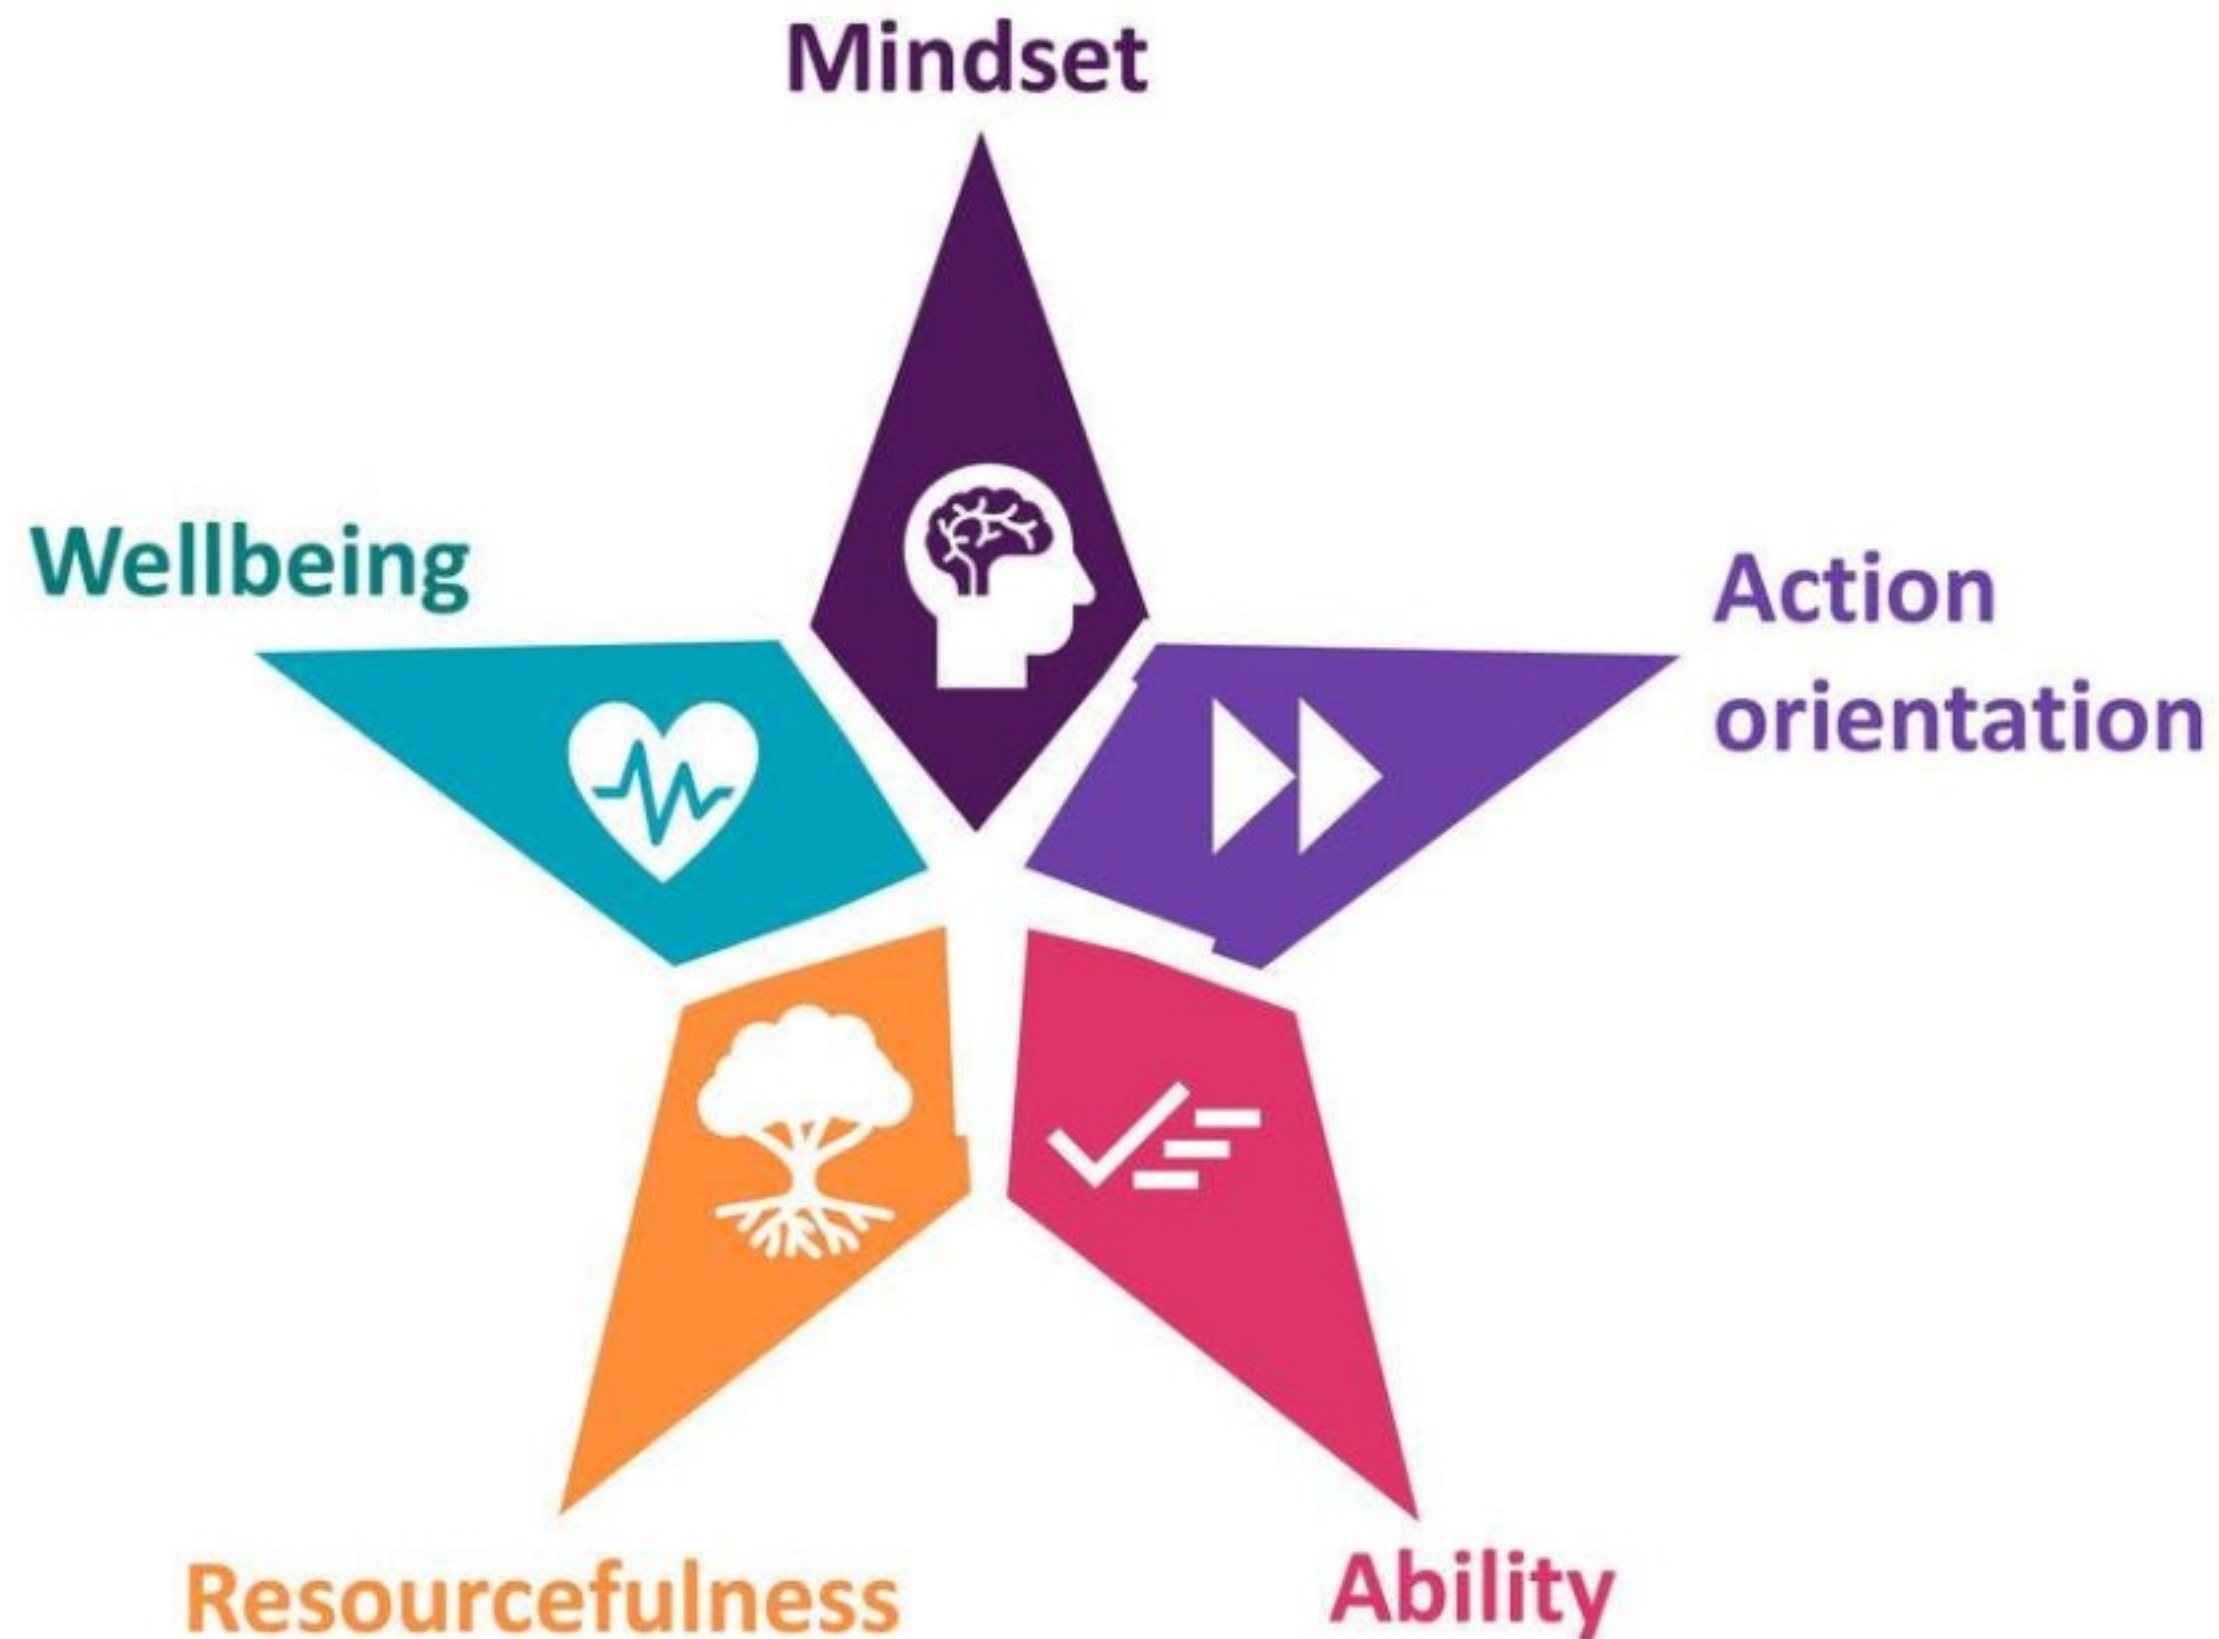 Mindset
Wellbeing
Action
orientation
Resourcefulness
Ability